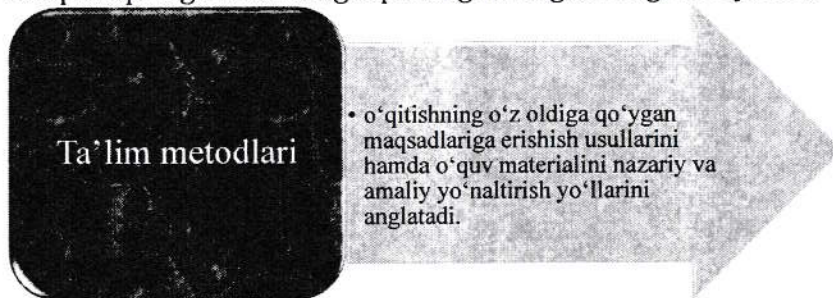 Ta’lim metodlari
• o‘qitishning o‘z oldiga qo‘ygan
maqsadlariga erishish usullarini
hamda o‘quv materialini nazariy va
amaliy yo‘naltirish yo‘llarini
anglatadi.